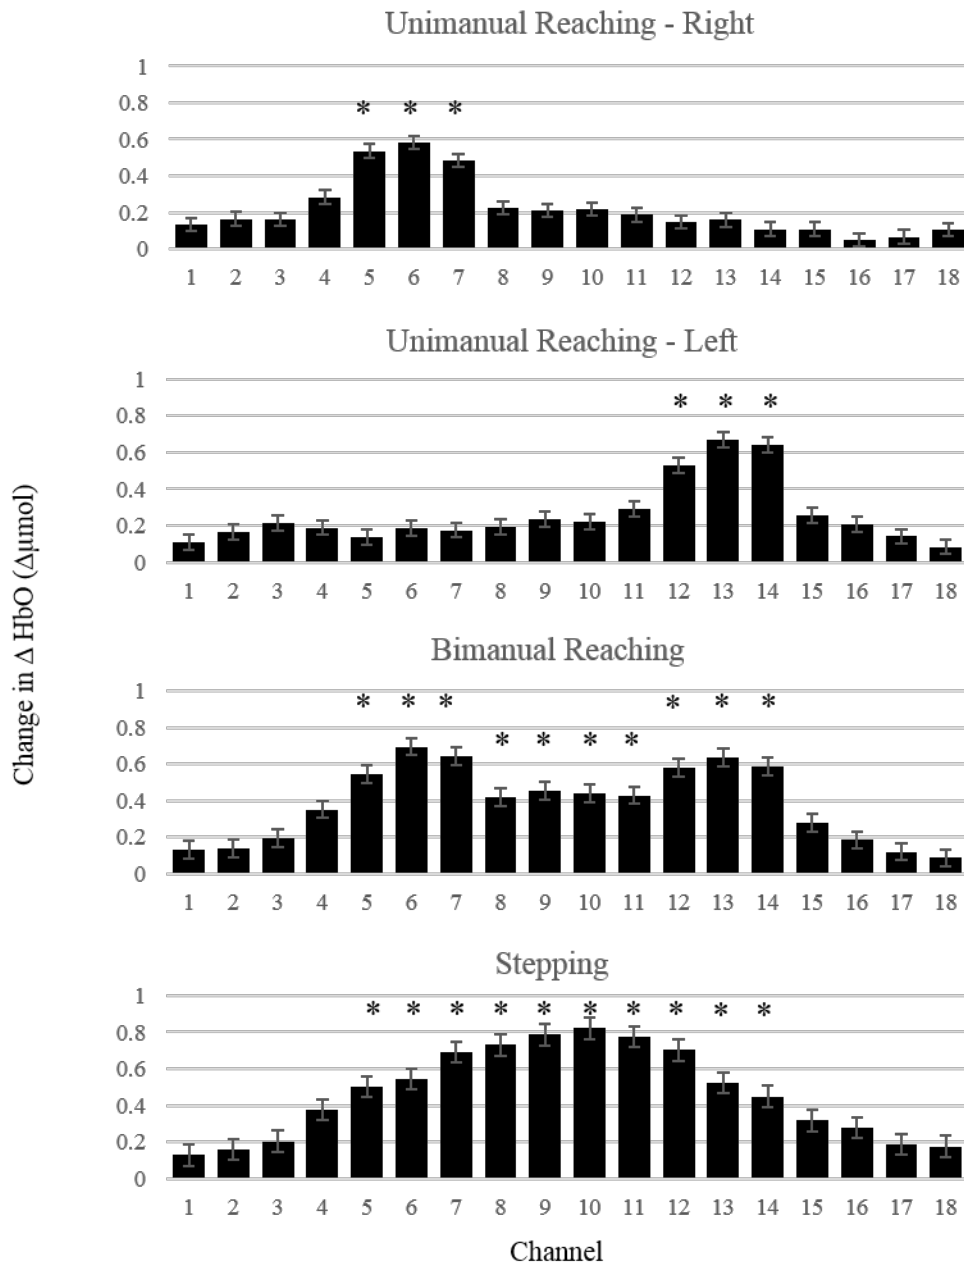 Unimanual Reaching - Right
1
0.8
* * *
0.6
0.4
0.2
0
1 2 3 4 5 6 7 8 9 10 11 12 13 14 15 16 17 18
Unimanual Reaching - Left
1
0.8
* * *
0.6
0.4
0.2
0
1 2 3 4 5 6 7 8 9 10 11 12 13 14 15 16 17 18
Change in Δ HbO (Δμmol)
Bimanual Reaching
1
* * * * * *
0.8
* * * *
0.6
0.4
0.2
0
1 2 3 4 5 6 7 8 9 10 11 12 13 14 15 16 17 18
Stepping
1
* * * * * * * * * *
0.8
0.6
0.4
0.2
0
1 2 3 4 5 6 7 8 9 10 11 12 13 14 15 16 17 18
Channel